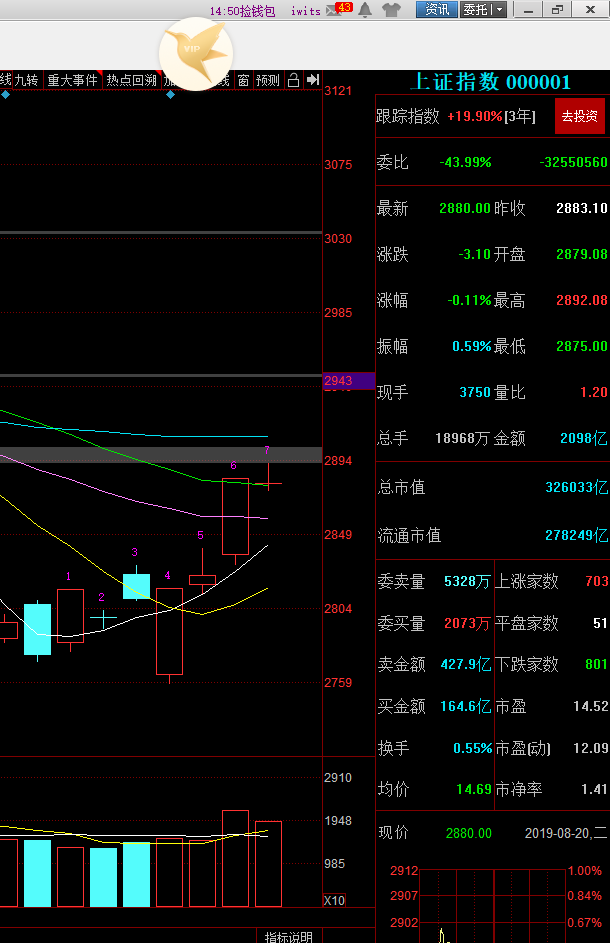 14:50捡钱包 iwits 43 资讯 委托
VIP
线 九转 重大事件 热点回溯 线 窗 预测
上证指数 000001
跟踪指数 +19.90%[3年] 去投资
委比 -43.99% -32550560
最新 2880.00 昨收 2883.10
涨跌 -3.10 开盘 2879.08
涨幅 -0.11% 最高 2892.08
振幅 0.59% 最低 2875.00
现手 3750 量比 1.20
总手 18968万 金额 2098亿
总市值 326033亿
流通市值 278249亿
委卖量 5328万 上涨家数 703
委买量 2073万 平盘家数 51
卖金额 427.9亿 下跌家数 801
买金额 164.6亿 市盈 14.52
换手 0.55% 市盈(动) 12.09
均价 14.69 市净率 1.41
现价 2880.00 2019-08-20,二
2912 1.00%
2907 0.84%
2902 0.67%
3121
3075
3030
2985
2943
2894
2849
2804
2759
1
2
3
4
5
6
7
2910
1948
985
X10
指标说明